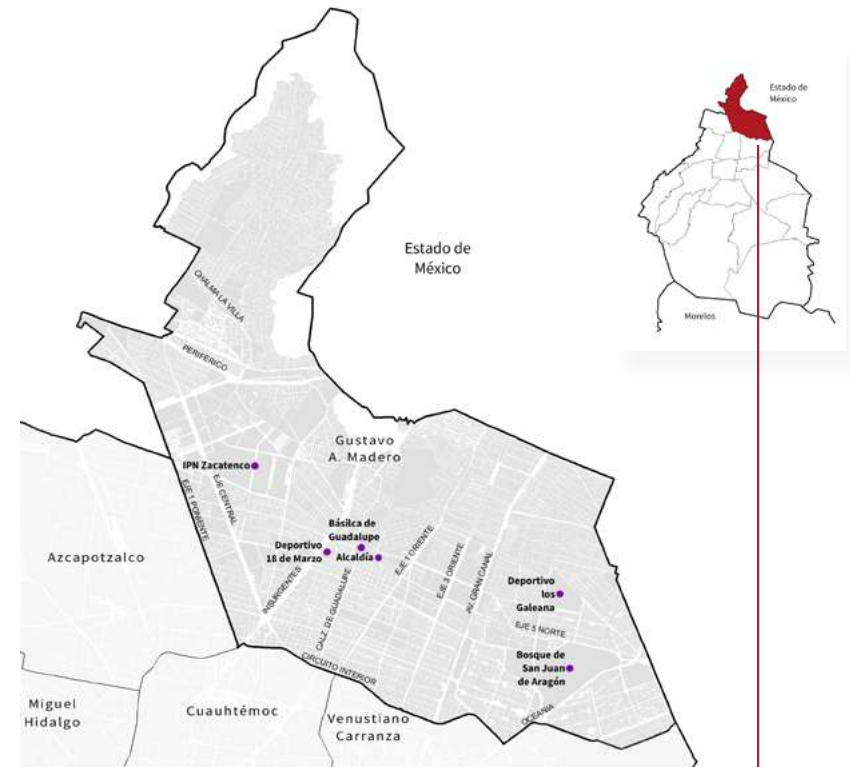 Estado de
México
Morelos
Estado de
México
CHALMA LA VILLA
PERIFERICO
Gustavo
A. Madero
IPN Zacatenco
EJE CENTRAL
EJE 1 PONIENTE
Básilca de
Guadalupe
Deportivo
18 de Marzo
Alcaldía
EJE 1 ORIENTE
EJE 3 ORIENTE
AV. GRAN CANAL
INSURGENTES
CALZ. DE GUADALUPE
Azcapotzalco
Deportivo
los
Galeana
EJE 5 NORTE
Bosque de
San Juan
de Aragón
CIRCUITO INTERIOR
OCEANIA
Miguel
Hidalgo
Cuauhtémoc
Venustiano
Carranza